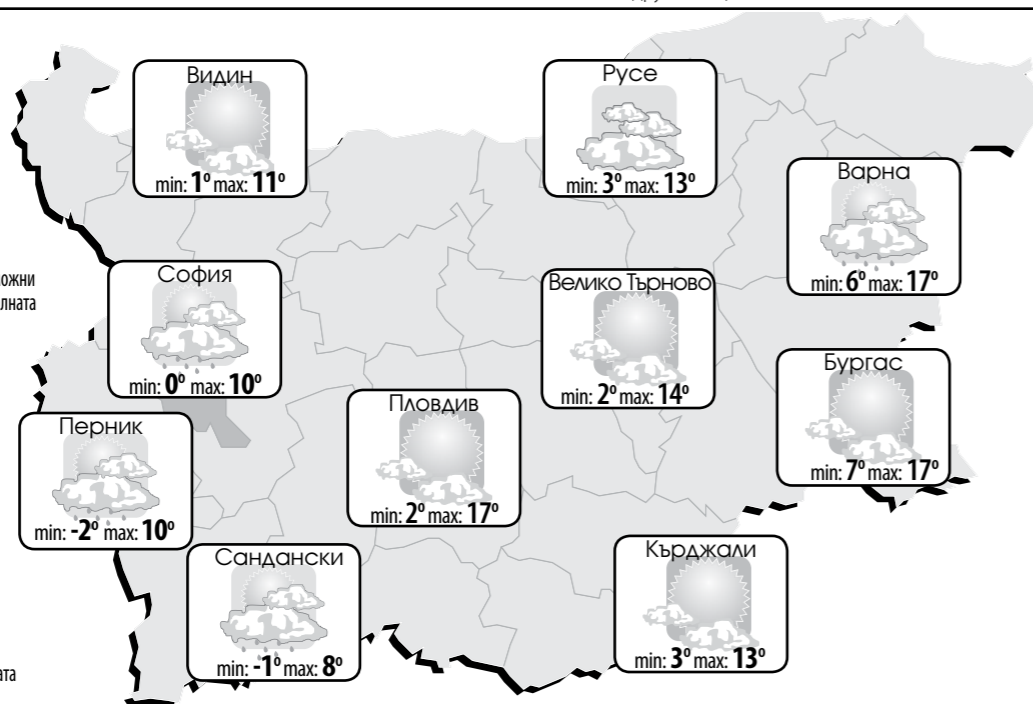 Видин
min: 1° max: 11°
Русе
min: 3° max: 13°
Варна
min: 6° max: 17°
София
min: 0° max: 10°
Велико Търново
min: 2° max: 14°
Бургас
min: 7° max: 17°
Пловдив
min: 2° max: 17°
Перник
min: -2° max: 10°
Сандански
min: -1° max: 8°
Кърджали
min: 3° max: 13°